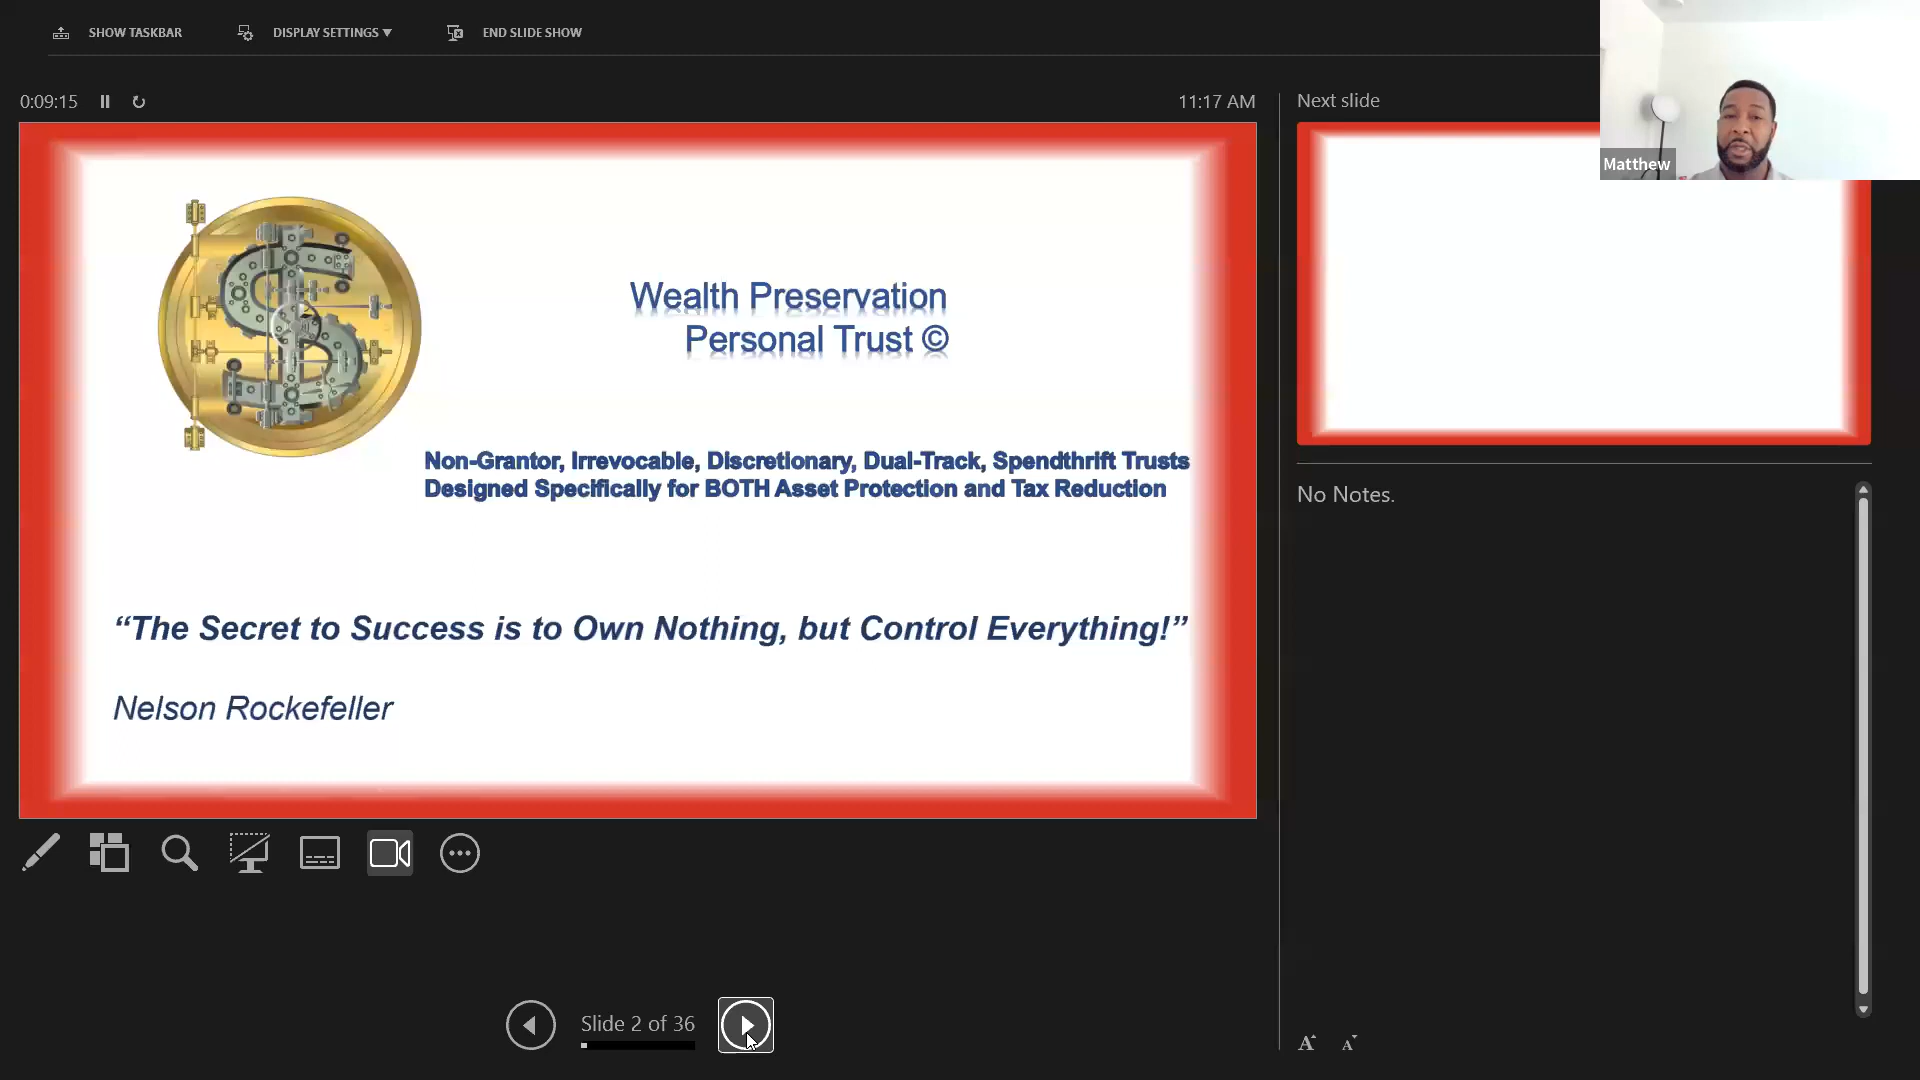 SHOW TASKBAR
DISPLAY SETTINGS ▼
END SLIDE SHOW
0:09:15
11:17 AM
Next slide
Matthew
Wealth Preservation
Personal Trust ©
Non-Grantor, Irrevocable, Discretionary, Dual-Track, Spendthrift Trusts
Designed Specifically for BOTH Asset Protection and Tax Reduction
“The Secret to Success is to Own Nothing, but Control Everything!”
Nelson Rockefeller
No Notes.
Slide 2 of 36
A A